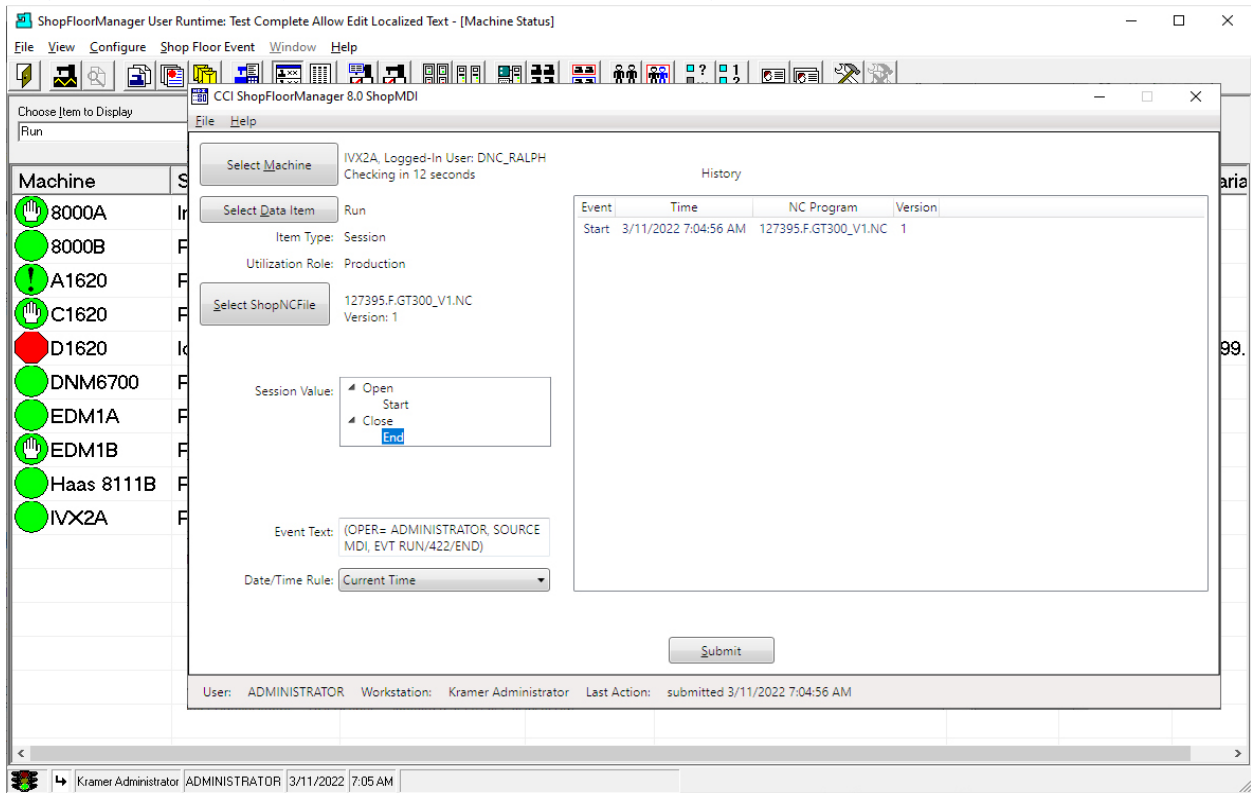 ShopFloorManager User Runtime: Test Complete Allow Edit Localized Text - [Machine Status]
File View Configure Shop Floor Event Window Help
Choose Item to Display
Run
CCI ShopFloorManager 8.0 ShopMDI
File Help
Select Machine
IVX2A, Logged-In User: DNC_RALPH
Checking in 12 seconds
History
Select Data Item Run
Item Type: Session
Utilization Role: Production
Select ShopNCFile
127395.F.GT300_V1.NC
Version: 1
Session Value:
Open
Start
Close
End
Event Text: (OPER= ADMINISTRATOR, SOURCE
MDI, EVT RUN/422/END)
Date/Time Rule: Current Time
Event Time NC Program Version
Start 3/11/2022 7:04:56 AM 127395.F.GT300_V1.NC 1
Submit
User: ADMINISTRATOR Workstation: Kramer Administrator Last Action: submitted 3/11/2022 7:04:56 AM
Machine
8000A
8000B
A1620
C1620
D1620
99.
DNM6700
EDM1A
EDM1B
Haas 8111B
IVX2A
Kramer Administrator ADMINISTRATOR 3/11/2022 7:05 AM